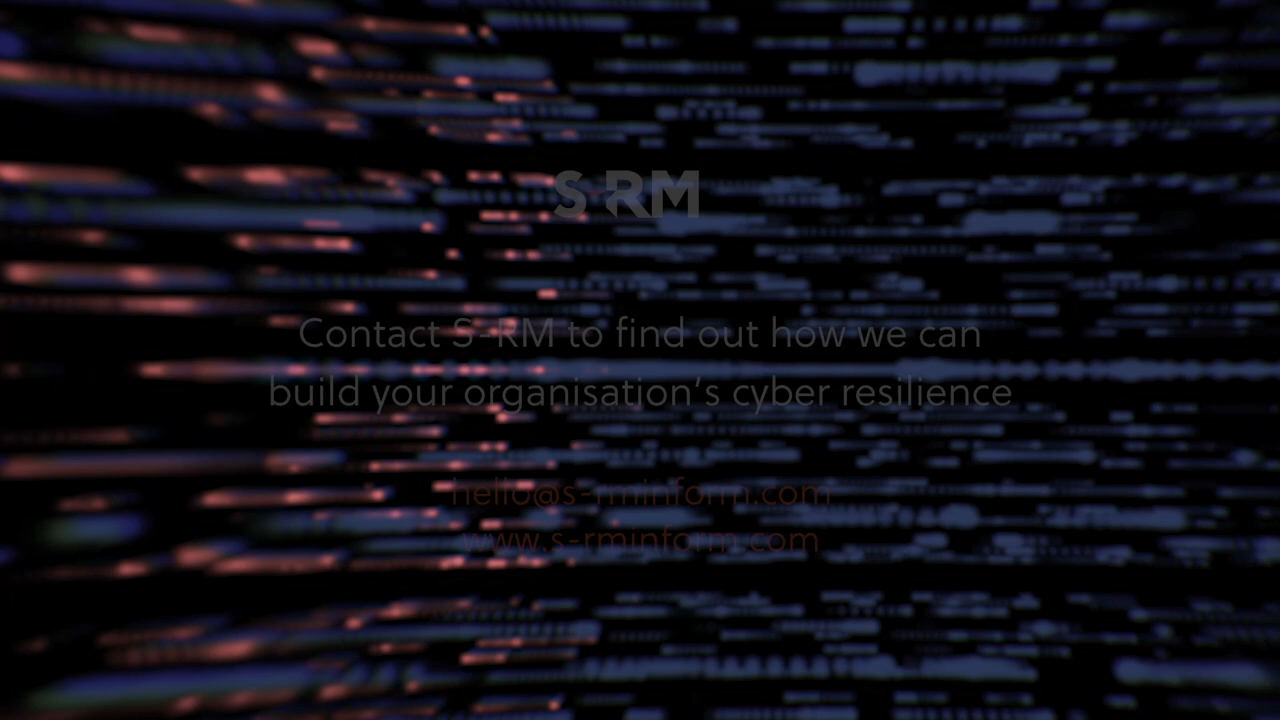 S-RM
Contact S-RM to find out how we can
build your organisation's cyber resilience
hello@s-rminform.com
www.s-rminform.com